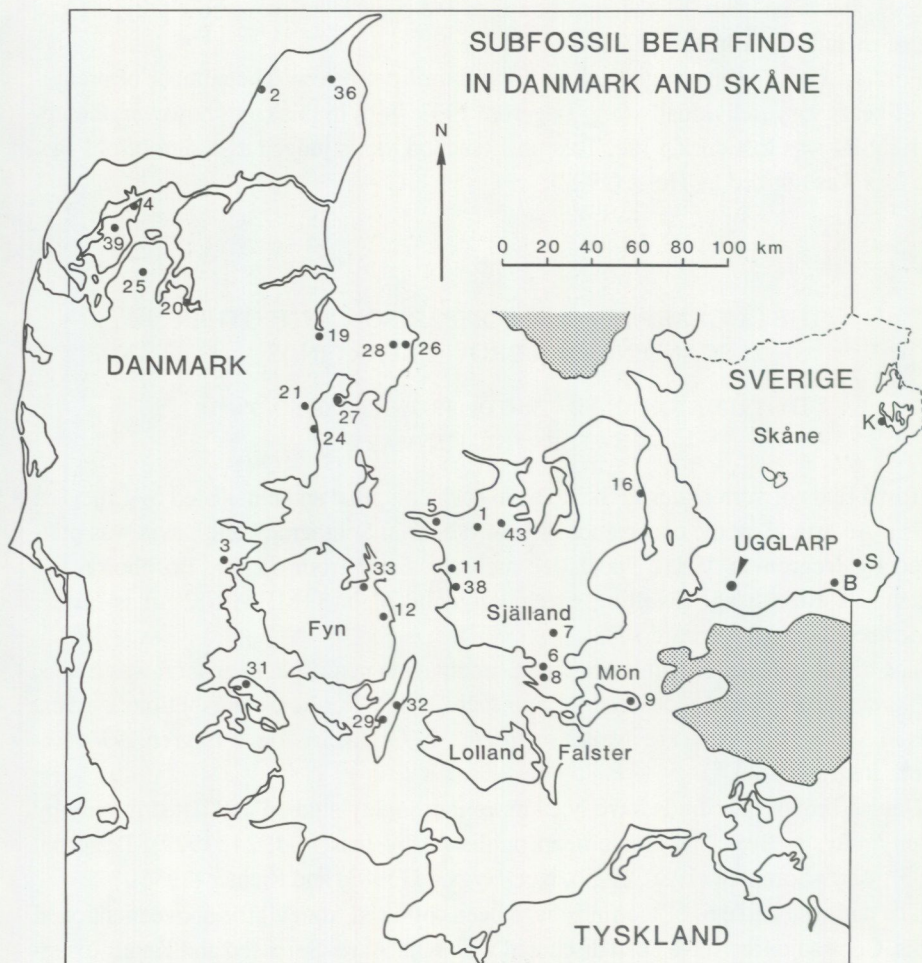 SUBFOSSIL BEAR FINDS
IN DANMARK AND SKÅNE
2
36
N
4
39
0 20 40 60 80 100 km
25
20
19
28
26
DANMARK
SVERIGE
21
27
K
Skåne
24
16
5
1
43
3
UGGLARP
33
11
S
38
B
12
Själland
Fyn
7
6
Mön
31
8
9
32
29
Lolland
Falster
TYSKLAND